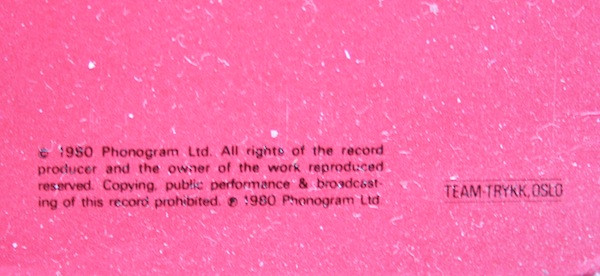 © 1980 Phonogram Ltd. All rights of the record
producer and the owner of the work reproduced
reserved. Copying, public performance & broadcast-
ing of this record prohibited. ℗ 1980 Phonogram Ltd
TEAM-TRYKK, OSLO